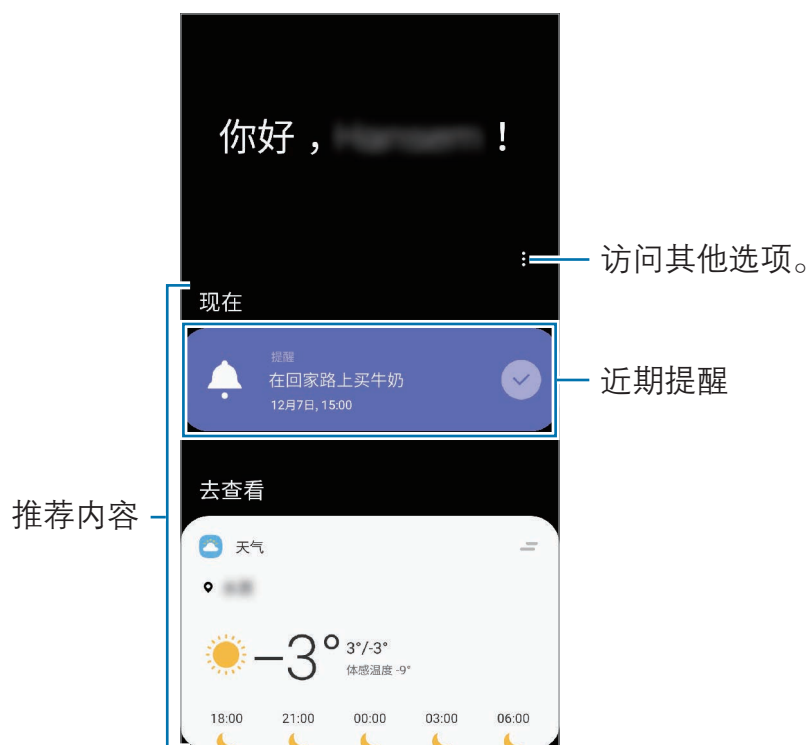 你好， ！
访问其他选项。
现在
提醒
在回家路上买牛奶
12月7日, 15:00
近期提醒
去查看
推荐内容
天气
-3°
3°/-3°
体感温度 -9°
18:00 21:00 00:00 03:00 06:00